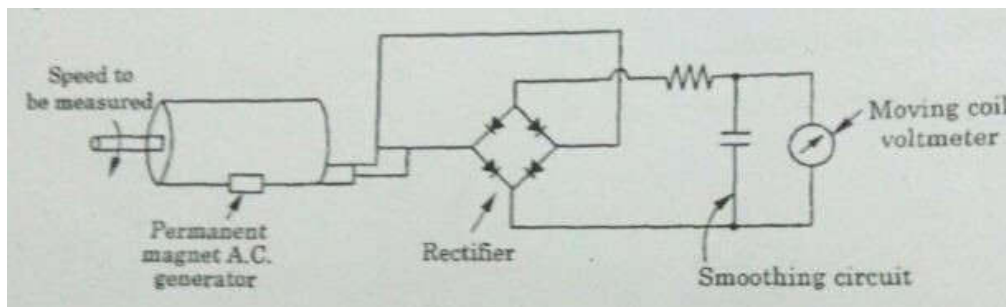 Speed to
be measured
Permanent
magnet A.C.
generator
Rectifier
Smoothing circuit
Moving coil
voltmeter